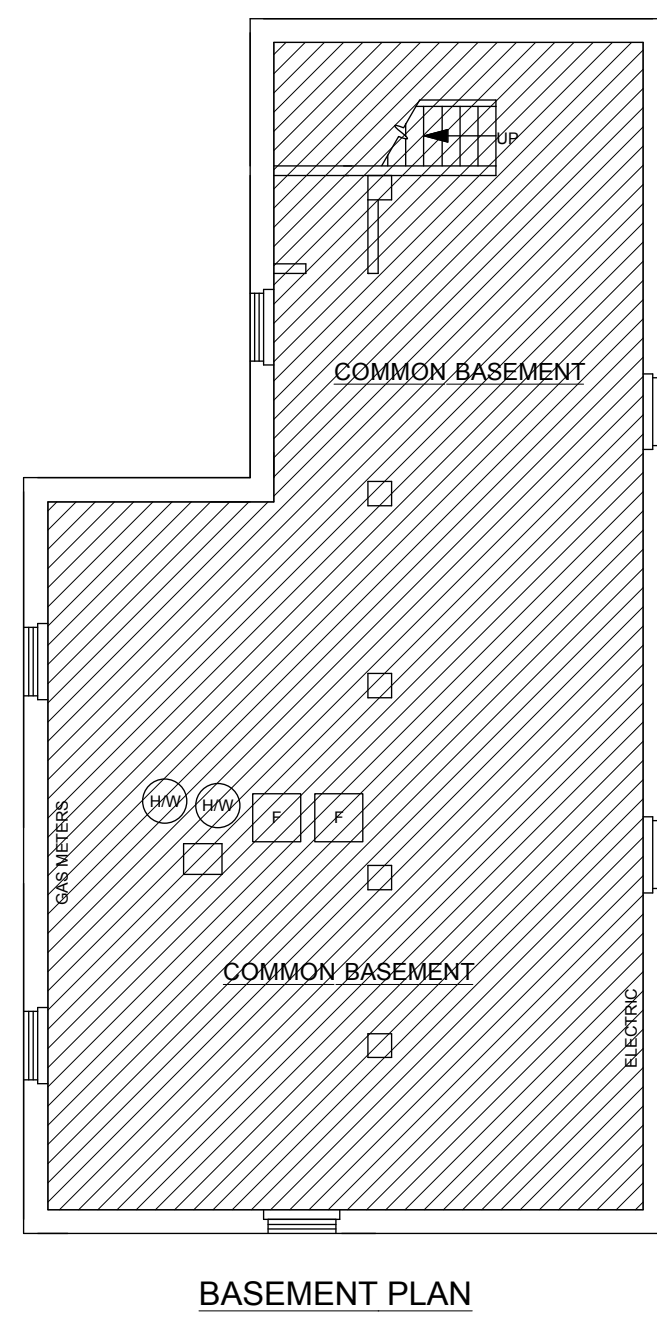 UP
COMMON BASEMENT
H/W
H/W
F
F
GAS METERS
COMMON BASEMENT
ELECTRIC
BASEMENT PLAN